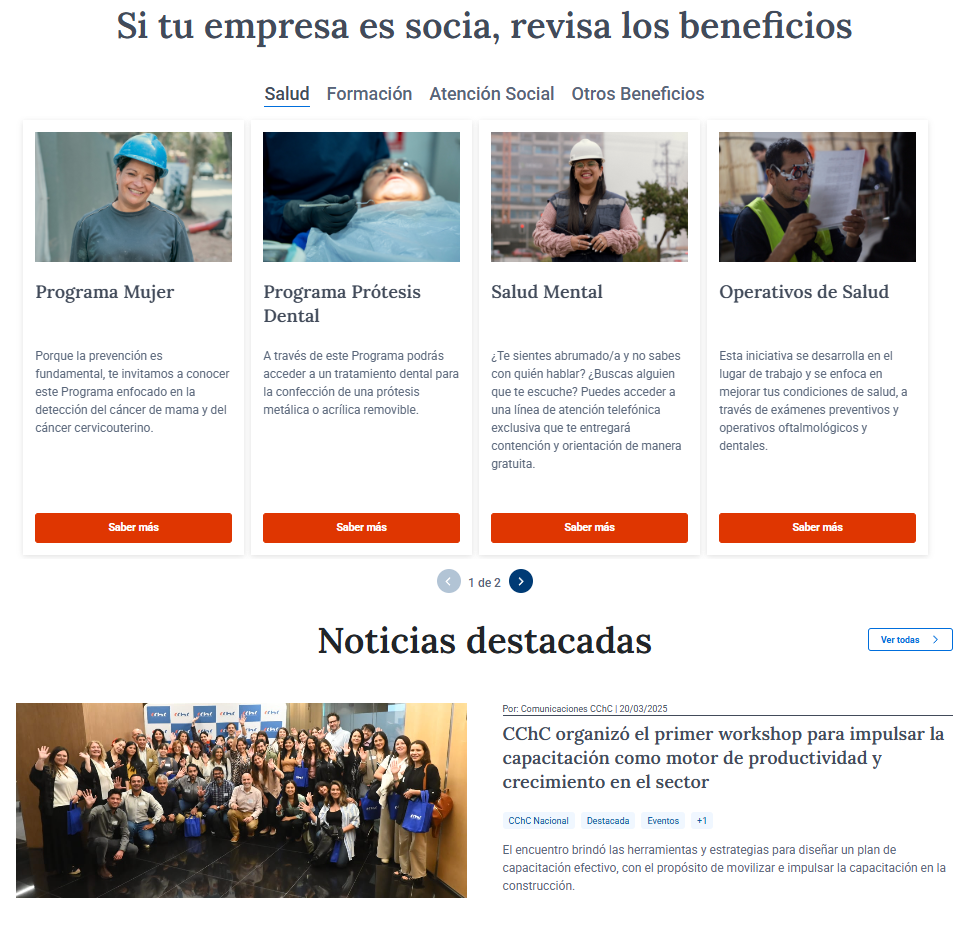 Si tu empresa es socia, revisa los beneficios
Salud Formación Atención Social Otros Beneficios
Programa Mujer
Porque la prevención es
fundamental, te invitamos a conocer
este Programa enfocado en la
detección del cáncer de mama y del
cáncer cervicouterino.
Saber más
Programa Prótesis
Dental
A través de este Programa podrás
acceder a un tratamiento dental para
la confección de una prótesis
metálica o acrílica removible.
Saber más
Salud Mental
¿Te sientes abrumado/a y no sabes
con quién hablar? ¿Buscas alguien
que te escuche? Puedes acceder a
una línea de atención telefónica
exclusiva que te entregará
contención y orientación de manera
gratuita.
Saber más
Operativos de Salud
Esta iniciativa se desarrolla en el
lugar de trabajo y se enfoca en
mejorar tus condiciones de salud, a
través de exámenes preventivos y
operativos oftalmológicos y
dentales.
Saber más
1 de 2
Noticias destacadas
Ver todas
Por: Comunicaciones CChC | 20/03/2025
CChC organizó el primer workshop para impulsar la
capacitación como motor de productividad y
crecimiento en el sector
CChC Nacional Destacada Eventos +1
El encuentro brindó las herramientas y estrategias para diseñar un plan de
capacitación efectivo, con el propósito de movilizar e impulsar la capacitación en la
construcción.